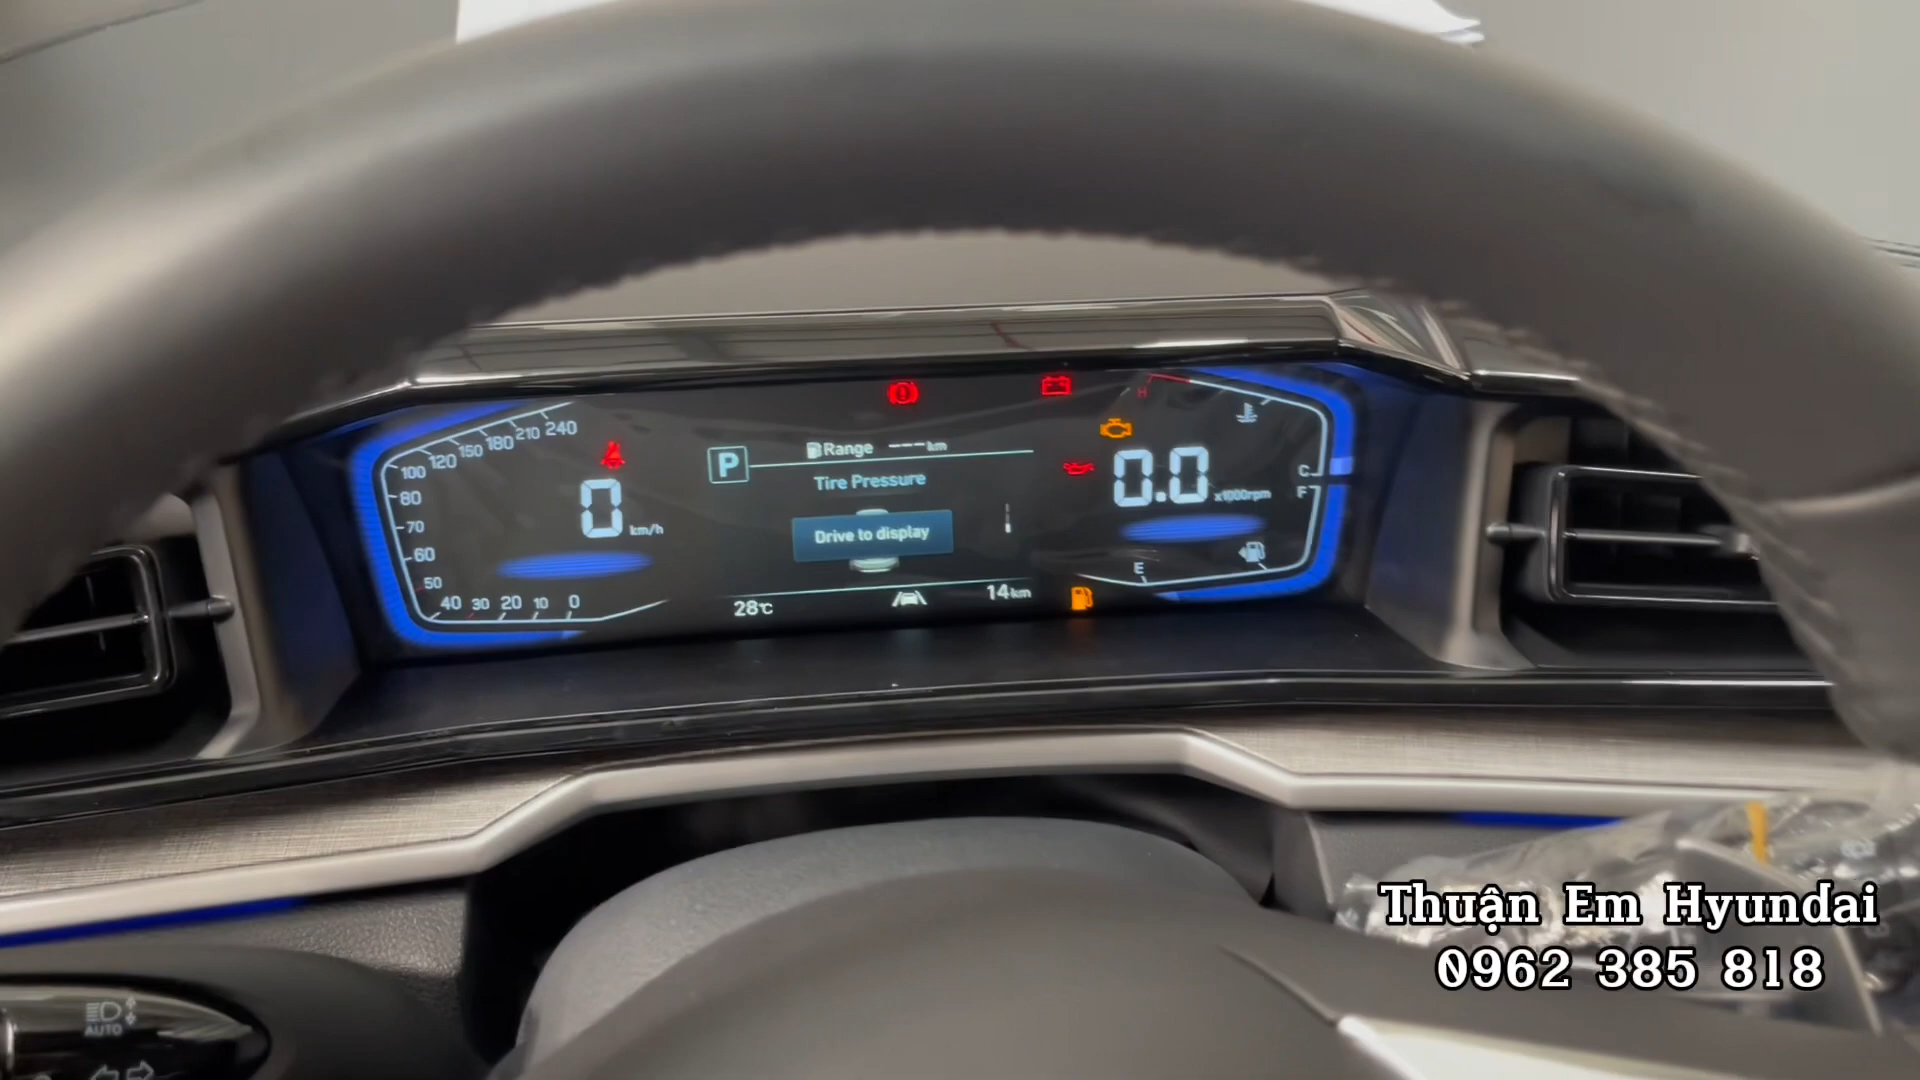 240
210
180
150
120
100
80
70
60
50
40 30 20 10 0
0 km/h
P
Range ---km
Tire Pressure
Drive to display
28°C
14km
H
0.0 x1000rpm
C
F
E
AUTO
Thuận Em Hyundai
0962 385 818